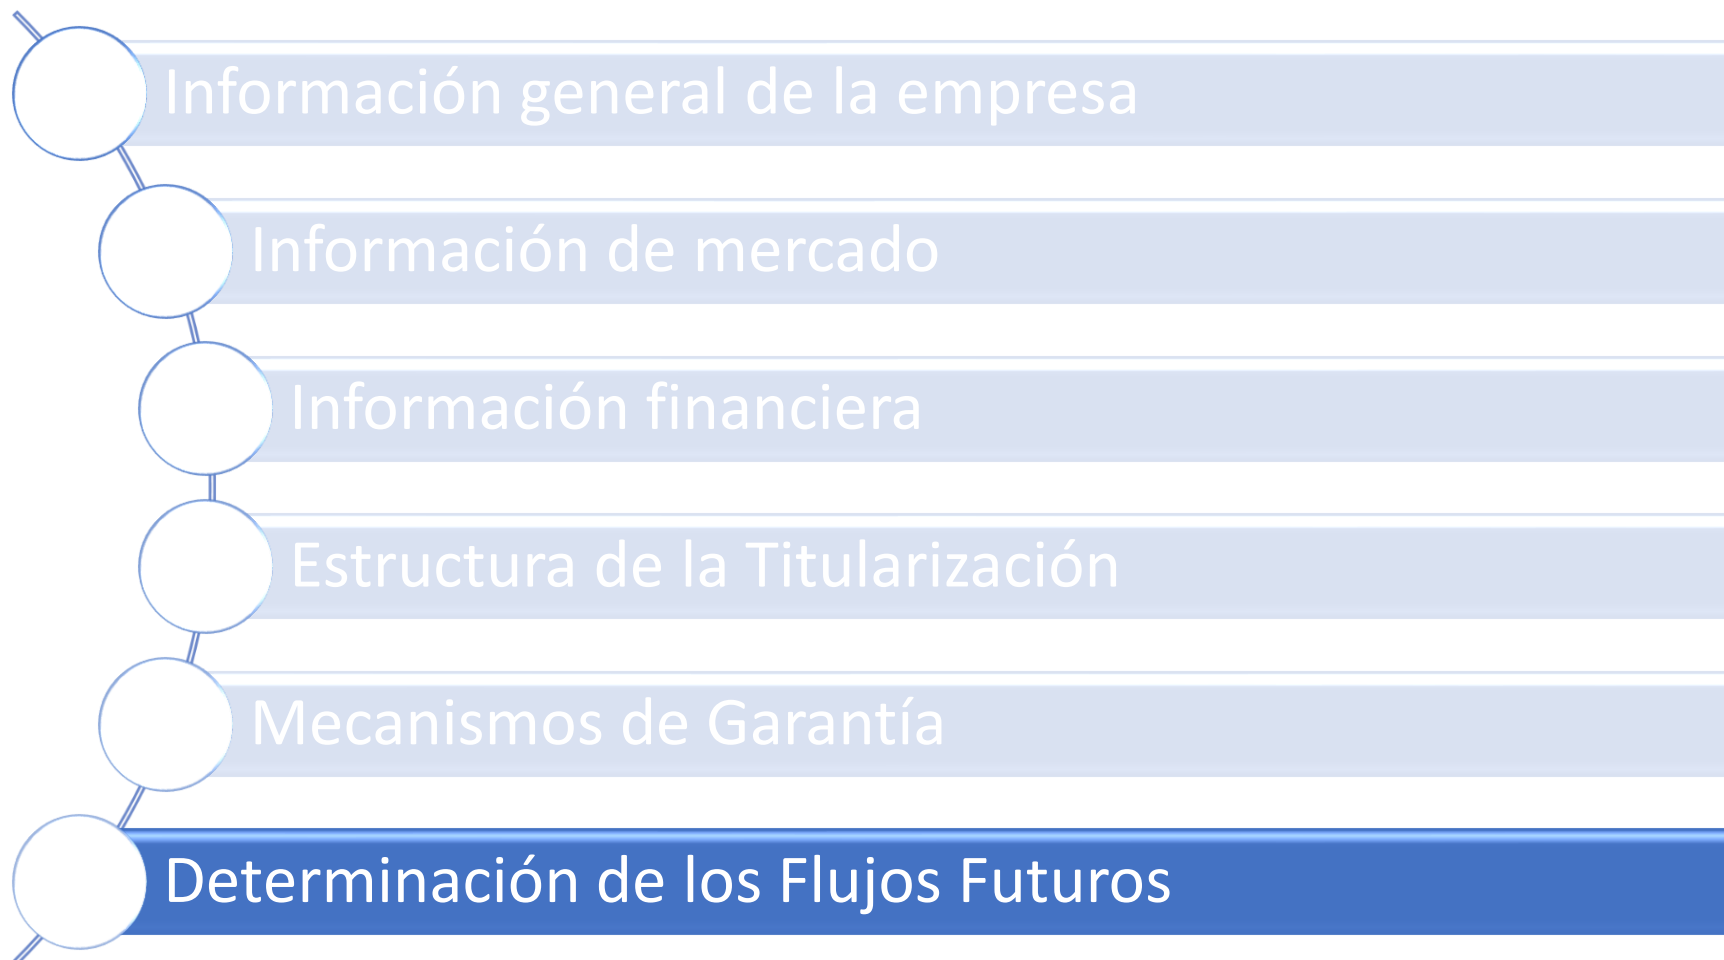 Información general de la empresa
Información de mercado
Información financiera
Estructura de la Titularización
Mecanismos de Garantía
Determinación de los Flujos Futuros